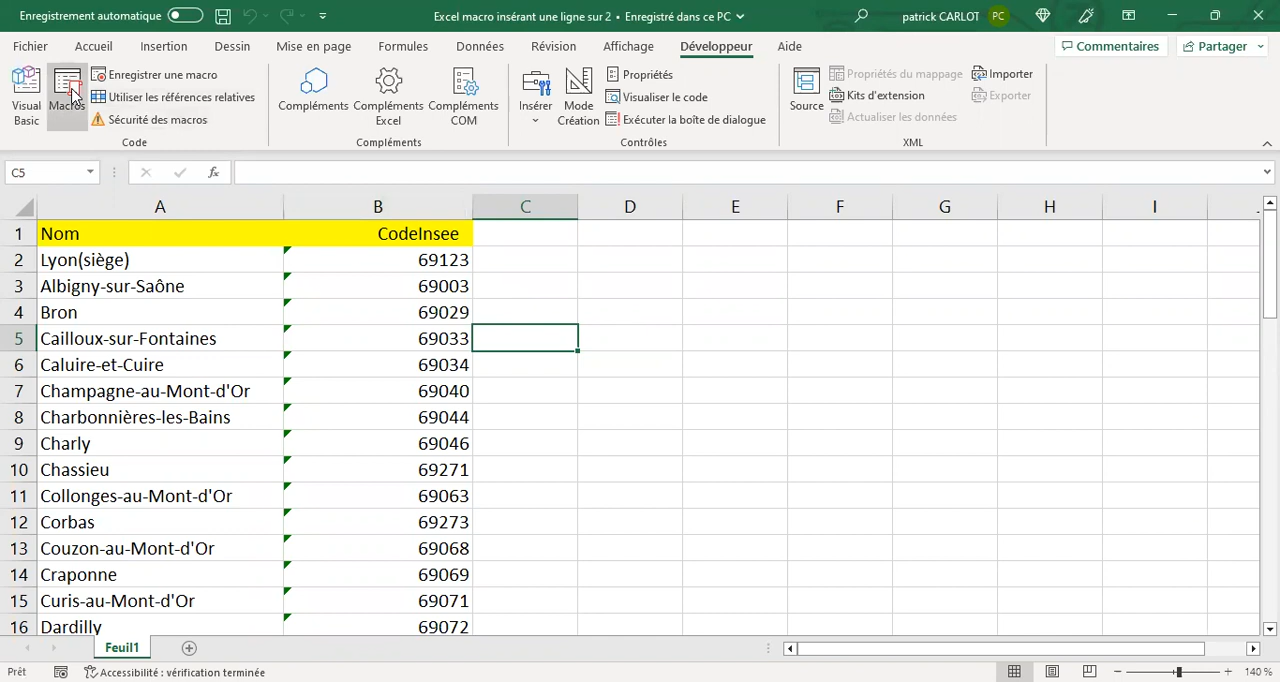 Enregistrement automatique
Excel macro insérant une ligne sur 2 • Enregistré dans ce PC
patrick CARLOT PC
Fichier Accueil Insertion Dessin Mise en page Formules Données Révision Affichage Développeur Aide
Commentaires Partager
Visual Basic
Macros
Enregistrer une macro
Utiliser les références relatives
Sécurité des macros
Code
Compléments
Compléments Excel
Compléments COM
Compléments
Insérer
Mode Création
Propriétés
Visualiser le code
Exécuter la boîte de dialogue
Contrôles
Source
Propriétés du mappage
Kits d'extension
Actualiser les données
Importer
Exporter
XML
C5 fx
A B C D E F G H I
1 Nom CodeInsee
2 Lyon(siège) 69123
3 Albigny-sur-Saône 69003
4 Bron 69029
5 Cailloux-sur-Fontaines 69033
6 Caluire-et-Cuire 69034
7 Champagne-au-Mont-d'Or 69040
8 Charbonnières-les-Bains 69044
9 Charly 69046
10 Chassieu 69271
11 Collonges-au-Mont-d'Or 69063
12 Corbas 69273
13 Couzon-au-Mont-d'Or 69068
14 Craponne 69069
15 Curis-au-Mont-d'Or 69071
16 Dardilly 69072
Feuil1
Prêt Accessibilité : vérification terminée 140 %